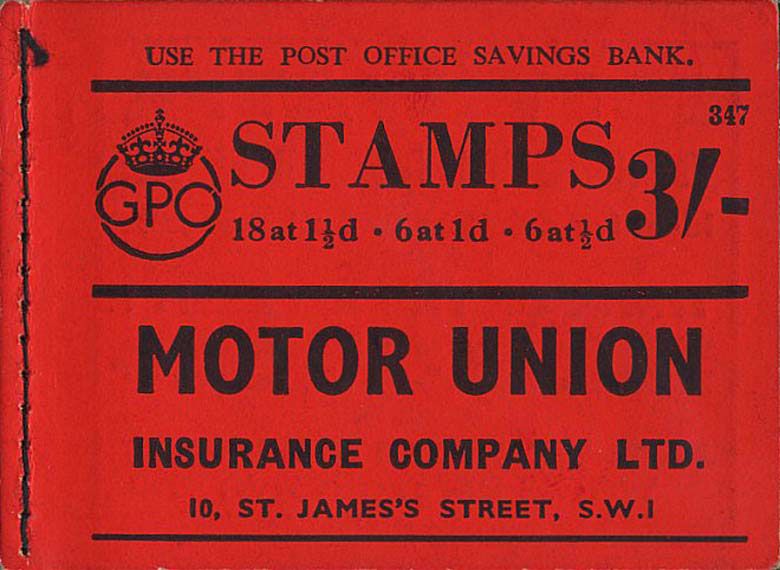 USE THE POST OFFICE SAVINGS BANK.
347
GPO
STAMPS 3/-
18 at 1½d · 6 at 1d · 6 at ½d
MOTOR UNION
INSURANCE COMPANY LTD.
10, ST. JAMES'S STREET, S.W.1